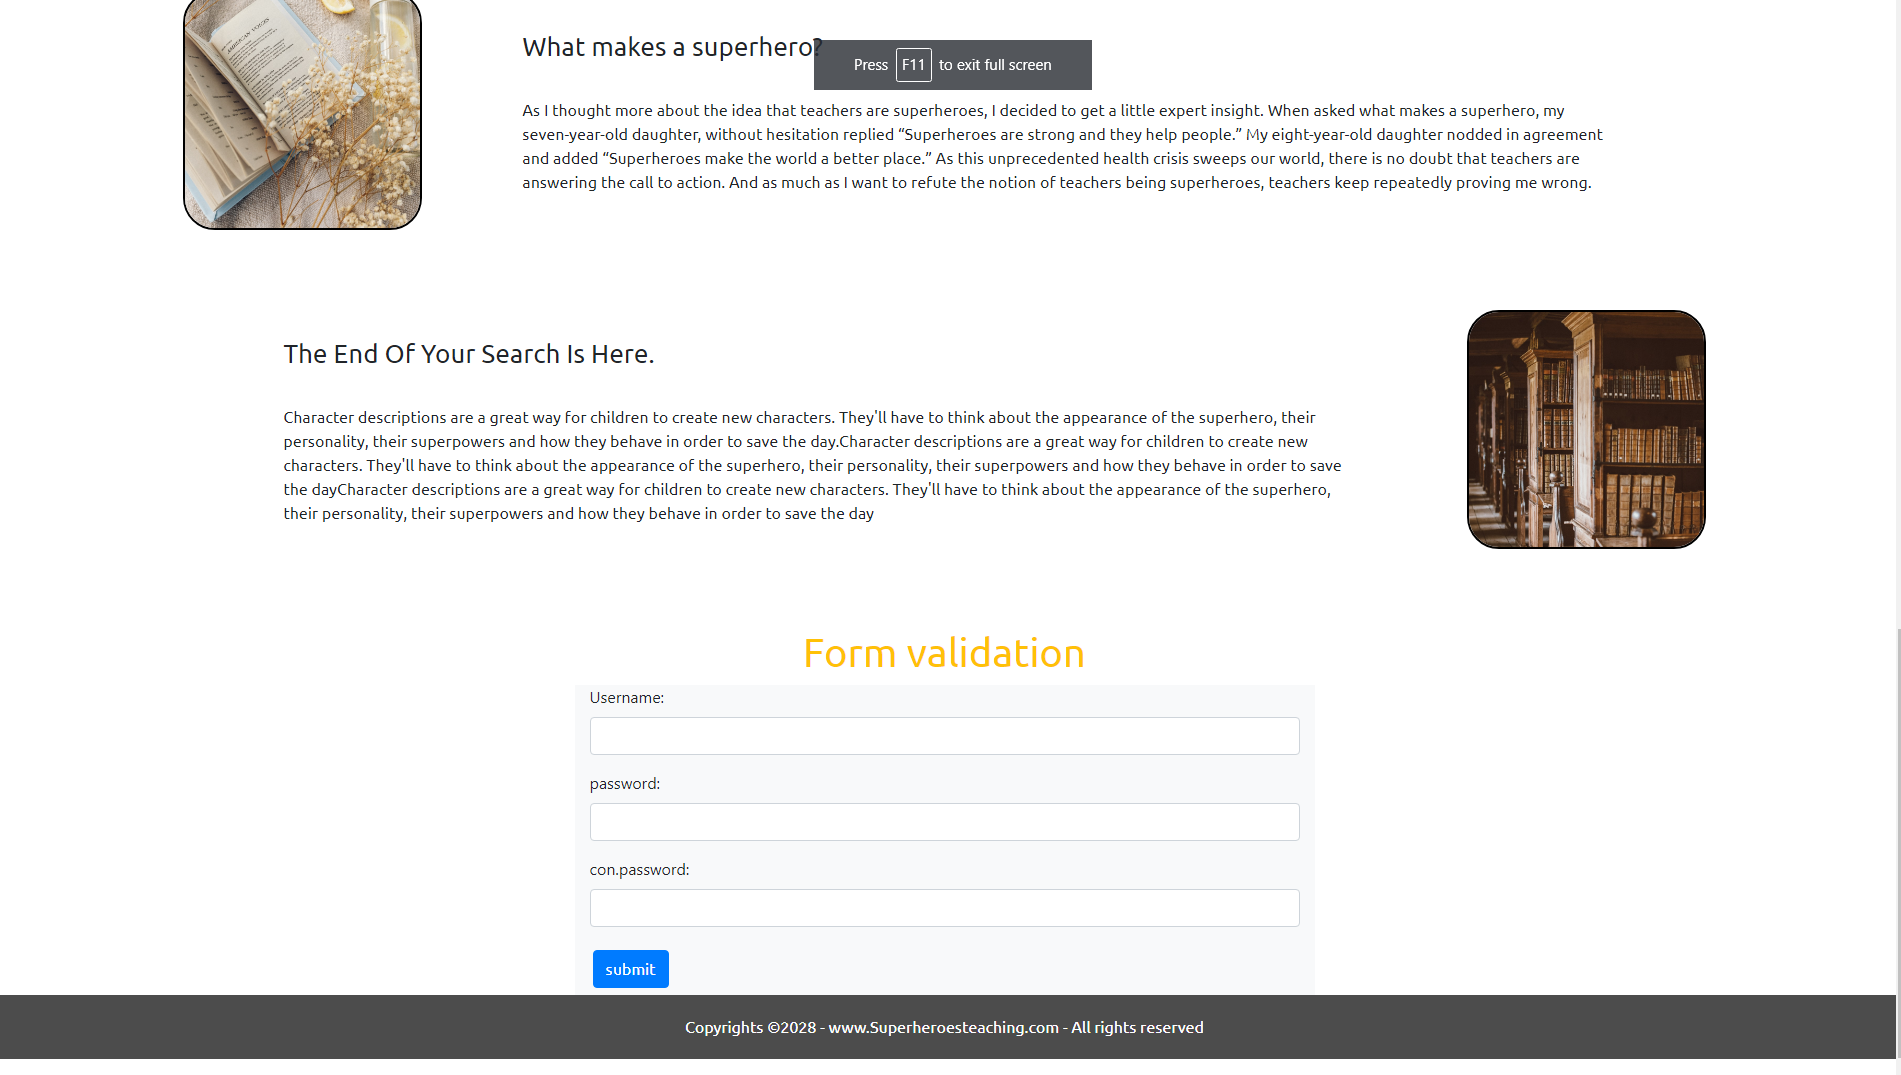 AMERICAN VOICES
What makes a superhero?
Press F11 to exit full screen
As I thought more about the idea that teachers are superheroes, I decided to get a little expert insight. When asked what makes a superhero, my
seven-year-old daughter, without hesitation replied “Superheroes are strong and they help people.” My eight-year-old daughter nodded in agreement
and added “Superheroes make the world a better place.” As this unprecedented health crisis sweeps our world, there is no doubt that teachers are
answering the call to action. And as much as I want to refute the notion of teachers being superheroes, teachers keep repeatedly proving me wrong.
The End Of Your Search Is Here.
Character descriptions are a great way for children to create new characters. They'll have to think about the appearance of the superhero, their
personality, their superpowers and how they behave in order to save the day.Character descriptions are a great way for children to create new
characters. They'll have to think about the appearance of the superhero, their personality, their superpowers and how they behave in order to save
the dayCharacter descriptions are a great way for children to create new characters. They'll have to think about the appearance of the superhero,
their personality, their superpowers and how they behave in order to save the day
Form validation
Username:
password:
con.password:
submit
Copyrights ©2028 - www.Superheroesteaching.com - All rights reserved